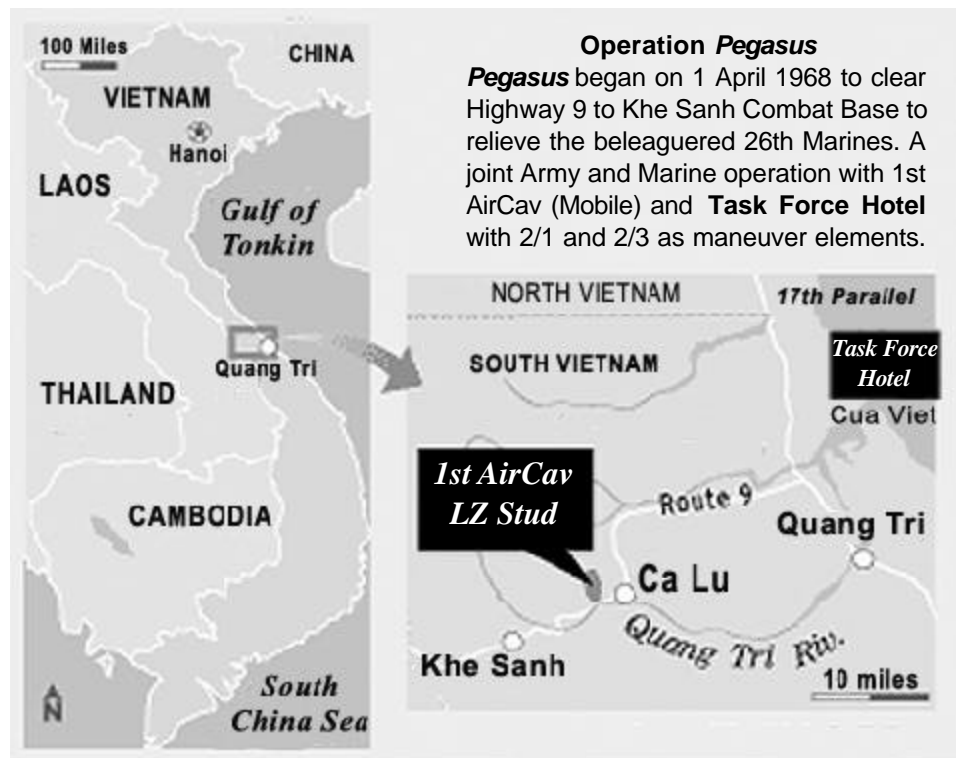 100 Miles
CHINA
VIETNAM
Hanoi
LAOS
Gulf of
Tonkin
Quang Tri
THAILAND
CAMBODIA
South
China Sea
N
Operation Pegasus
Pegasus began on 1 April 1968 to clear
Highway 9 to Khe Sanh Combat Base to
relieve the beleaguered 26th Marines. A
joint Army and Marine operation with 1st
AirCav (Mobile) and Task Force Hotel
with 2/1 and 2/3 as maneuver elements.
NORTH VIETNAM
17th Parallel
SOUTH VIETNAM
Task Force
Hotel
Cua Viet
1st AirCav
LZ Stud
Route 9
Quang Tri
Ca Lu
Quang Tri Riv.
Khe Sanh
10 miles